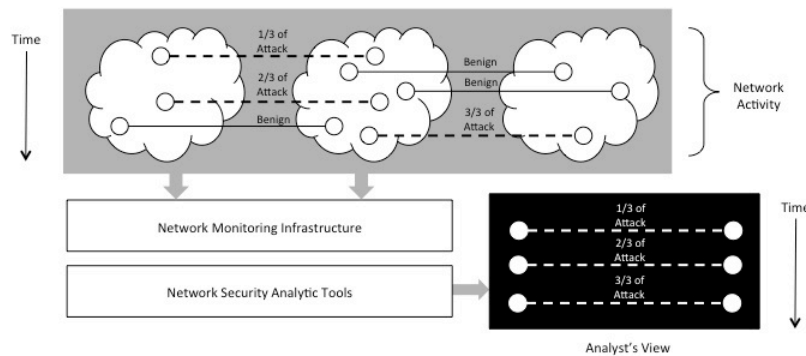 Time
1/3 of
Attack
Benign
Benign
2/3 of
Attack
3/3 of
Attack
Benign
Network
Activity
Network Monitoring Infrastructure
Network Security Analytic Tools
1/3 of
Attack
2/3 of
Attack
3/3 of
Attack
Time
Analyst's View